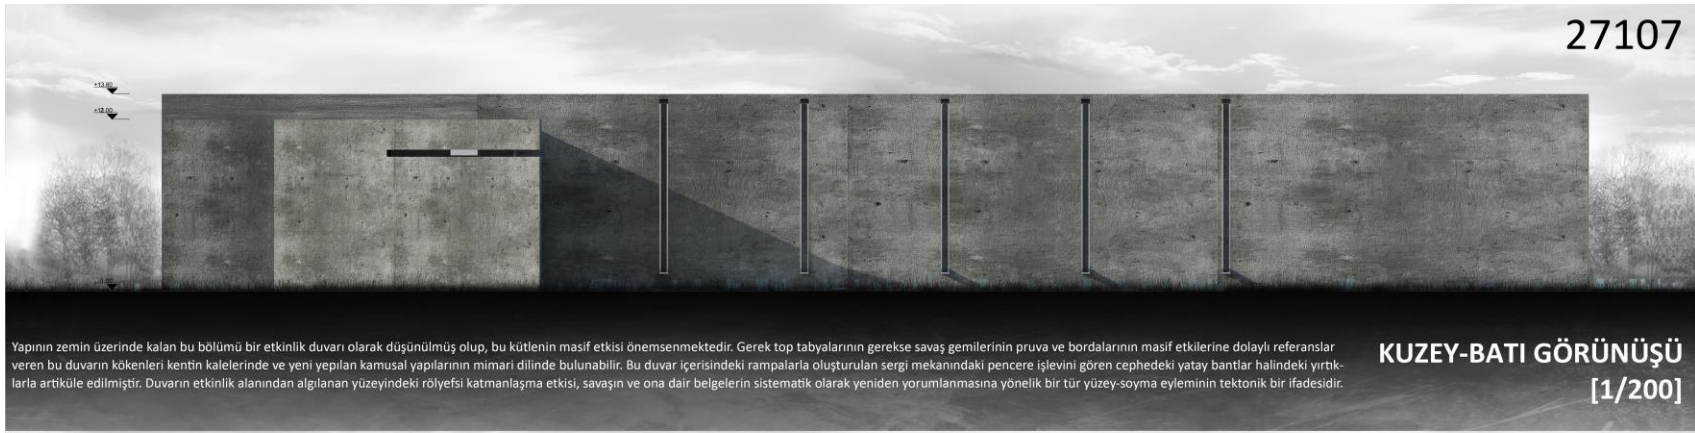 27107
+13.80
+12.00
Yapının zemin üzerinde kalan bu bölümü bir etkinlik duvarı olarak düşünülmüş olup, bu kütlenin masif etkisi önemsenmektedir. Gerek top tabyalarının gerekse savaş gemilerinin pruva ve bordalarının masif etkilerine dolaylı referanslar
veren bu duvarın kökenleri kentin kalelerinde ve yeni yapılan kamusal yapılarının mimari dilinde bulunabilir. Bu duvar içerisindeki rampalarla oluşturulan sergi mekanındaki pencere işlevini gören cephedeki yatay bantlar halindeki yırtık-
larla artiküle edilmiştir. Duvarın etkinlik alanından algılanan yüzeyindeki rölyefsi katmanlaşma etkisi, savaşın ve ona dair belgelerin sistematik olarak yeniden yorumlanmasına yönelik bir tür yüzey-soyma eyleminin tektonik bir ifadesidir.
KUZEY-BATI GÖRÜNÜŞÜ
[1/200]